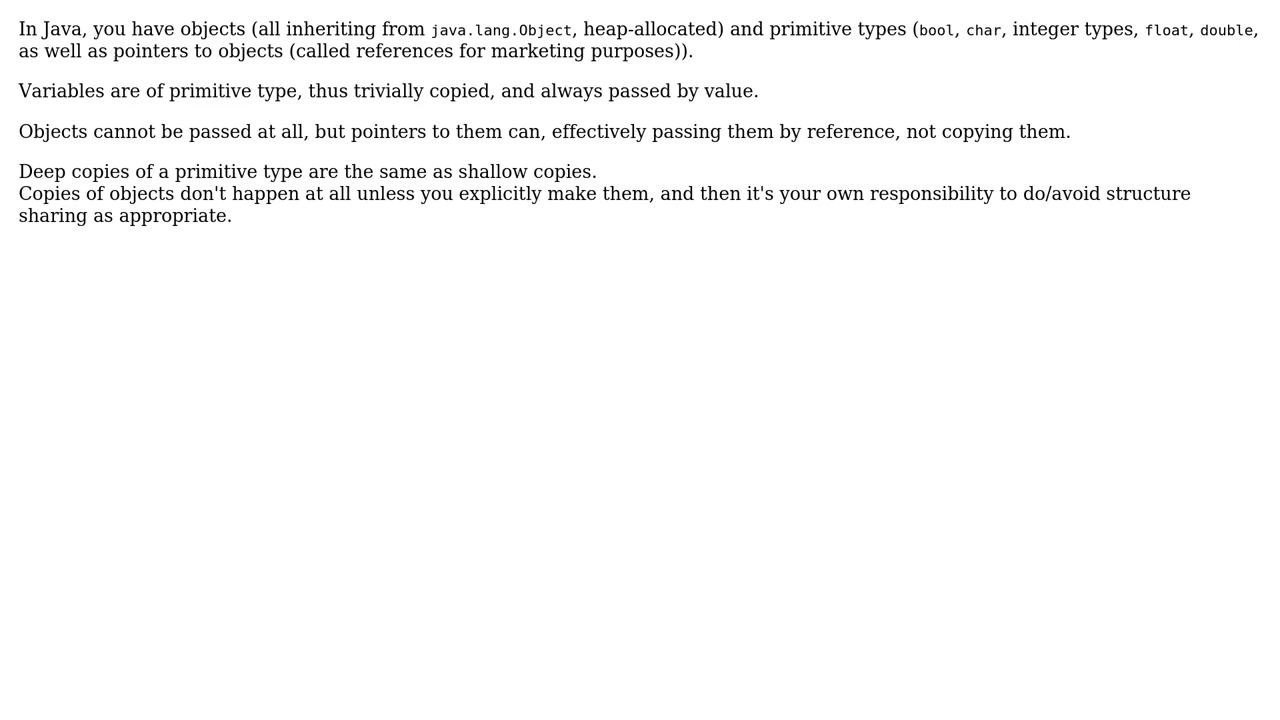 In Java, you have objects (all inheriting from java.lang.Object, heap-allocated) and primitive types (bool, char, integer types, float, double,
as well as pointers to objects (called references for marketing purposes)).
Variables are of primitive type, thus trivially copied, and always passed by value.
Objects cannot be passed at all, but pointers to them can, effectively passing them by reference, not copying them.
Deep copies of a primitive type are the same as shallow copies.
Copies of objects don't happen at all unless you explicitly make them, and then it's your own responsibility to do/avoid structure
sharing as appropriate.